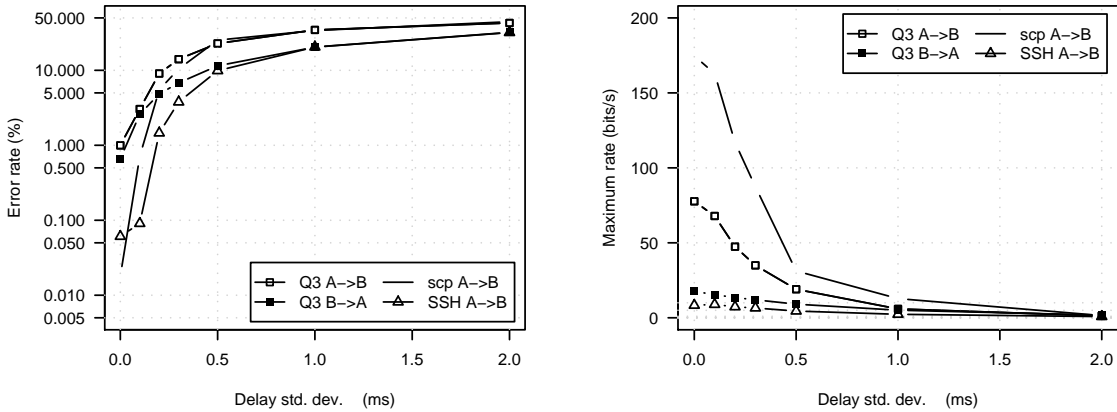 50.000
10.000
5.000
1.000
0.500
0.100
0.050
0.010
0.005
Error rate (%)
Q3 A−>B
scp A−>B
Q3 B−>A
SSH A−>B
0.0 0.5 1.0 1.5 2.0
Delay std. dev. (ms)
200
150
100
50
0
Maximum rate (bits/s)
Q3 A−>B
scp A−>B
Q3 B−>A
SSH A−>B
0.0 0.5 1.0 1.5 2.0
Delay std. dev. (ms)